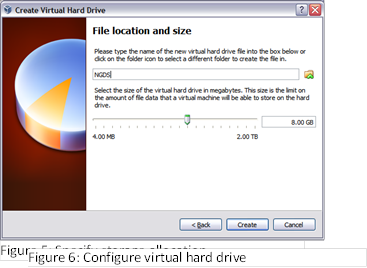 Create Virtual Hard Drive
File location and size
Please type the name of the new virtual hard drive file into the box below or
click on the folder icon to select a different folder to create the file in.
NGDS
Select the size of the virtual hard drive in megabytes. This size is the limit on
the amount of file data that a virtual machine will be able to store on the hard
drive.
8.00 GB
4.00 MB
2.00 TB
< Back
Create
Cancel
Figure 5: Specify storage allocation
Figure 6: Configure virtual hard drive